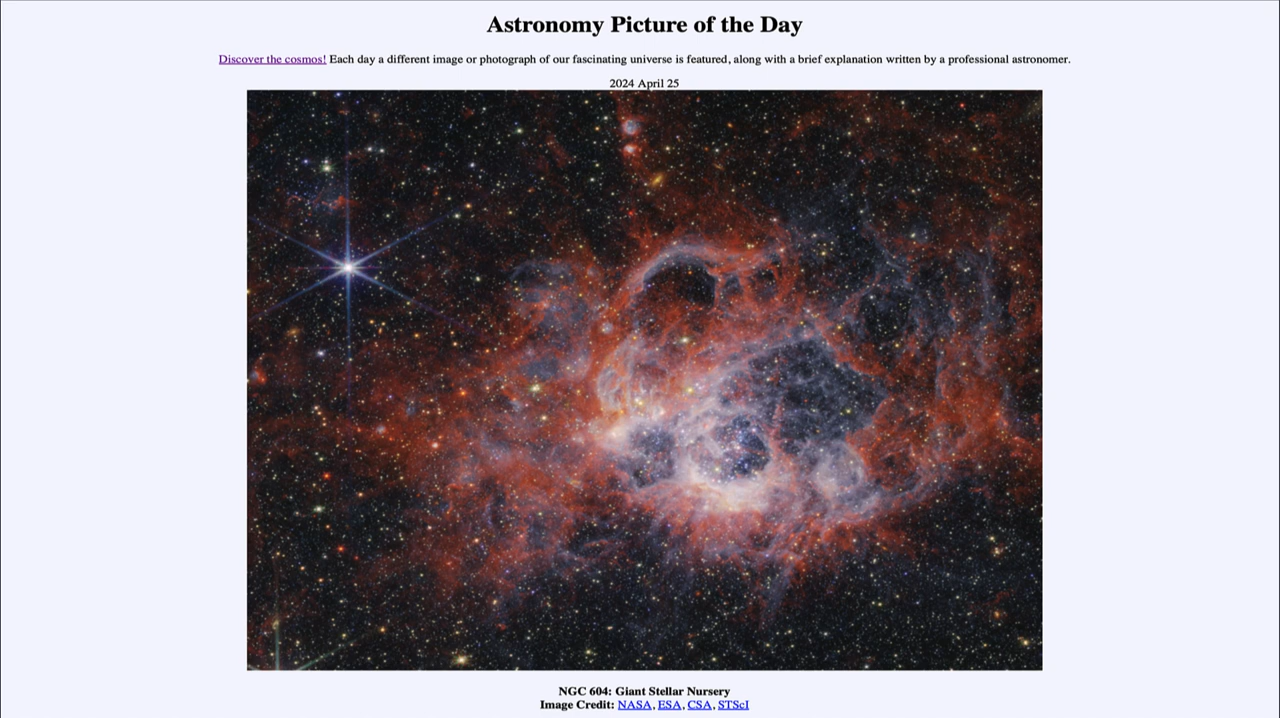 Astronomy Picture of the Day
Discover the cosmos! Each day a different image or photograph of our fascinating universe is featured, along with a brief explanation written by a professional astronomer.
2024 April 25
NGC 604: Giant Stellar Nursery
Image Credit: NASA, ESA, CSA, STScI